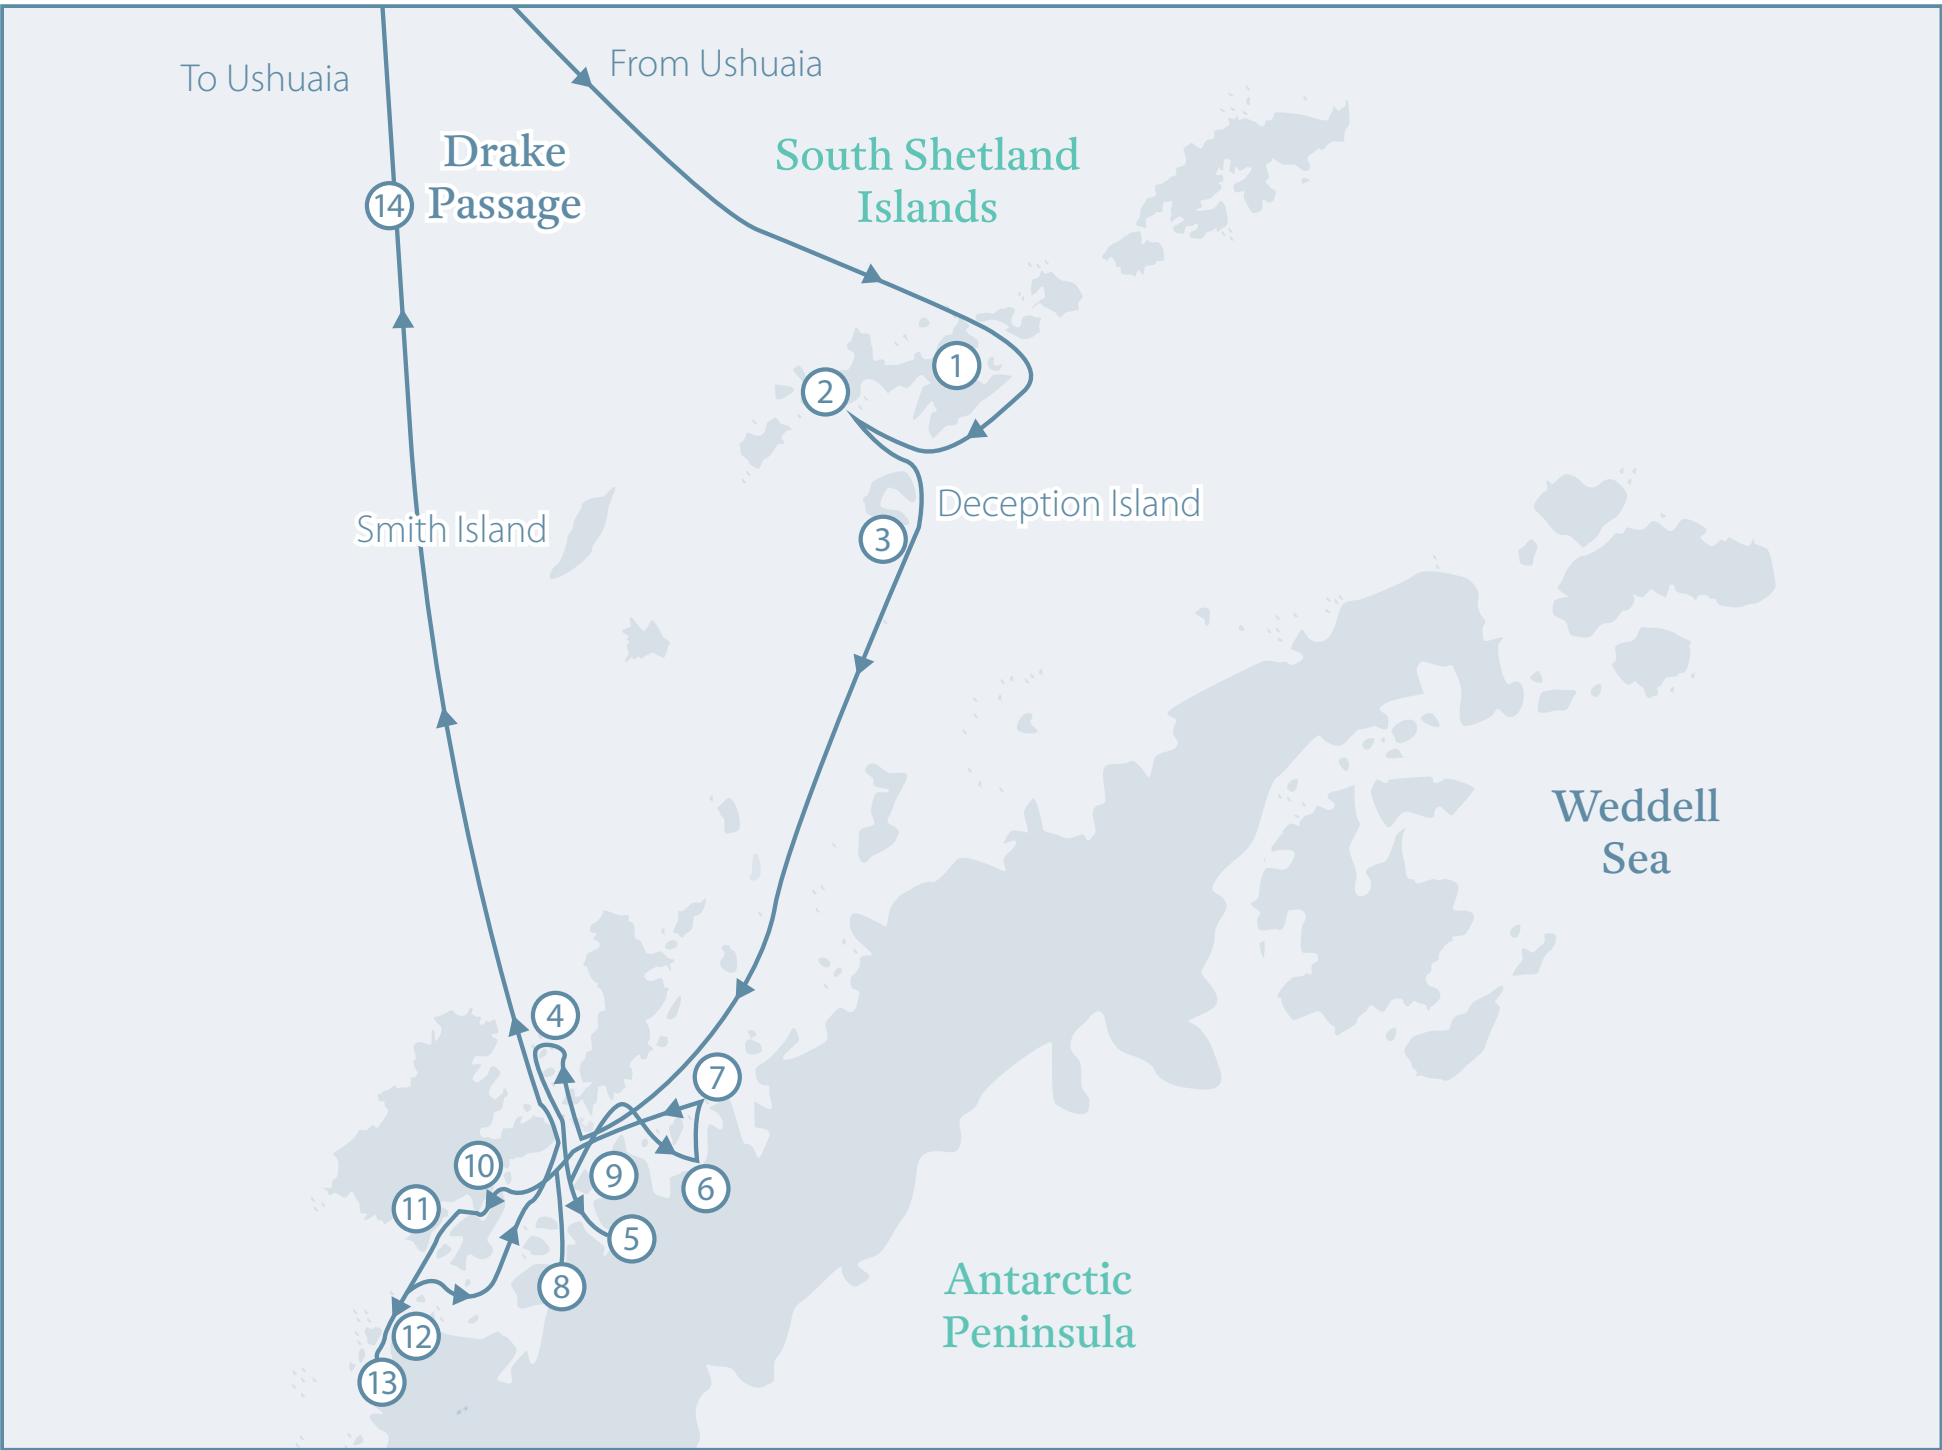 To Ushuaia
From Ushuaia
Drake
Passage
14
South Shetland
Islands
1
2
Deception Island
3
Smith Island
Weddell
Sea
4
7
10
9
6
11
5
8
12
13
Antarctic
Peninsula